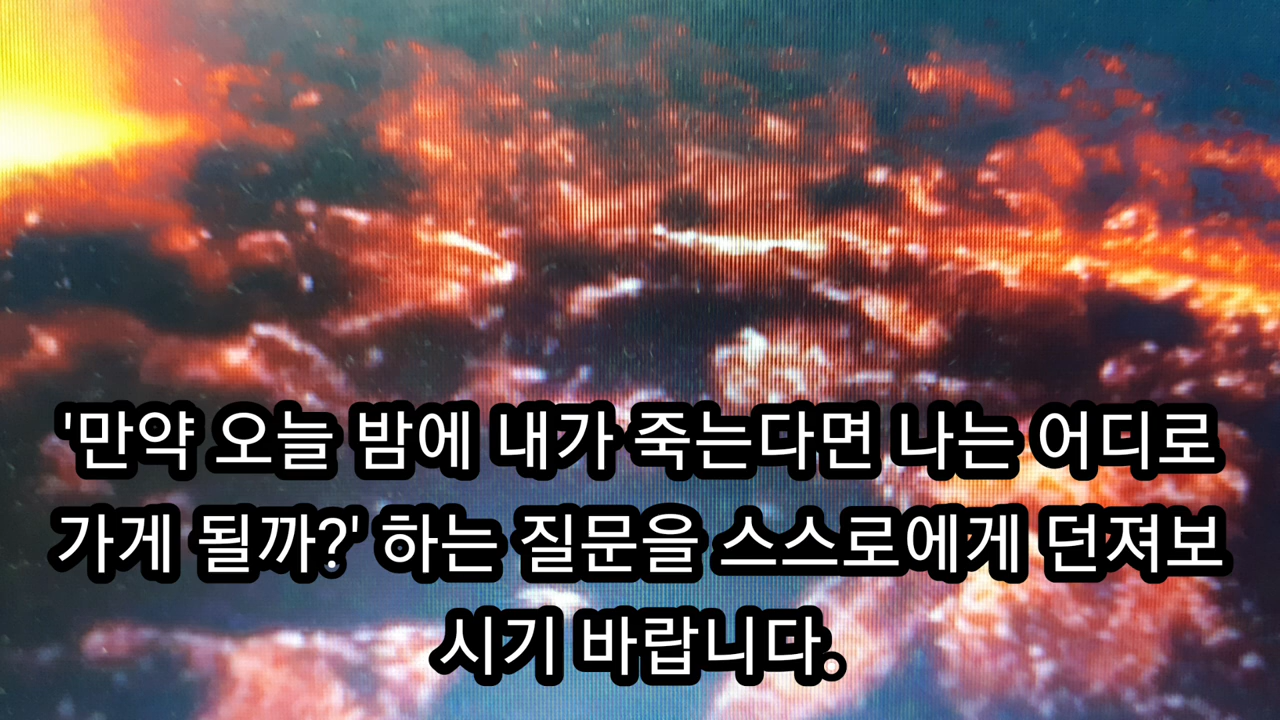 '만약 오늘 밤에 내가 죽는다면 나는 어디로
가게 될까?' 하는 질문을 스스로에게 던져보
시기 바랍니다.